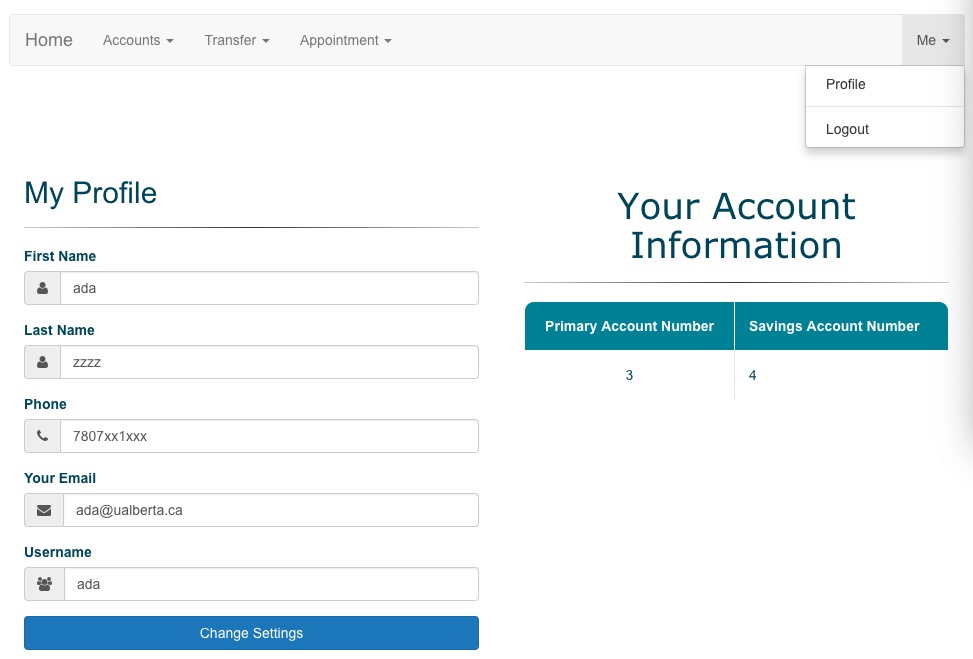 Home Accounts Transfer Appointment Me
Profile
Logout
My Profile
First Name
ada
Last Name
zzzz
Phone
7807xx1xxx
Your Email
ada@ualberta.ca
Username
ada
Change Settings
Your Account
Information
Primary Account Number Savings Account Number
3 4